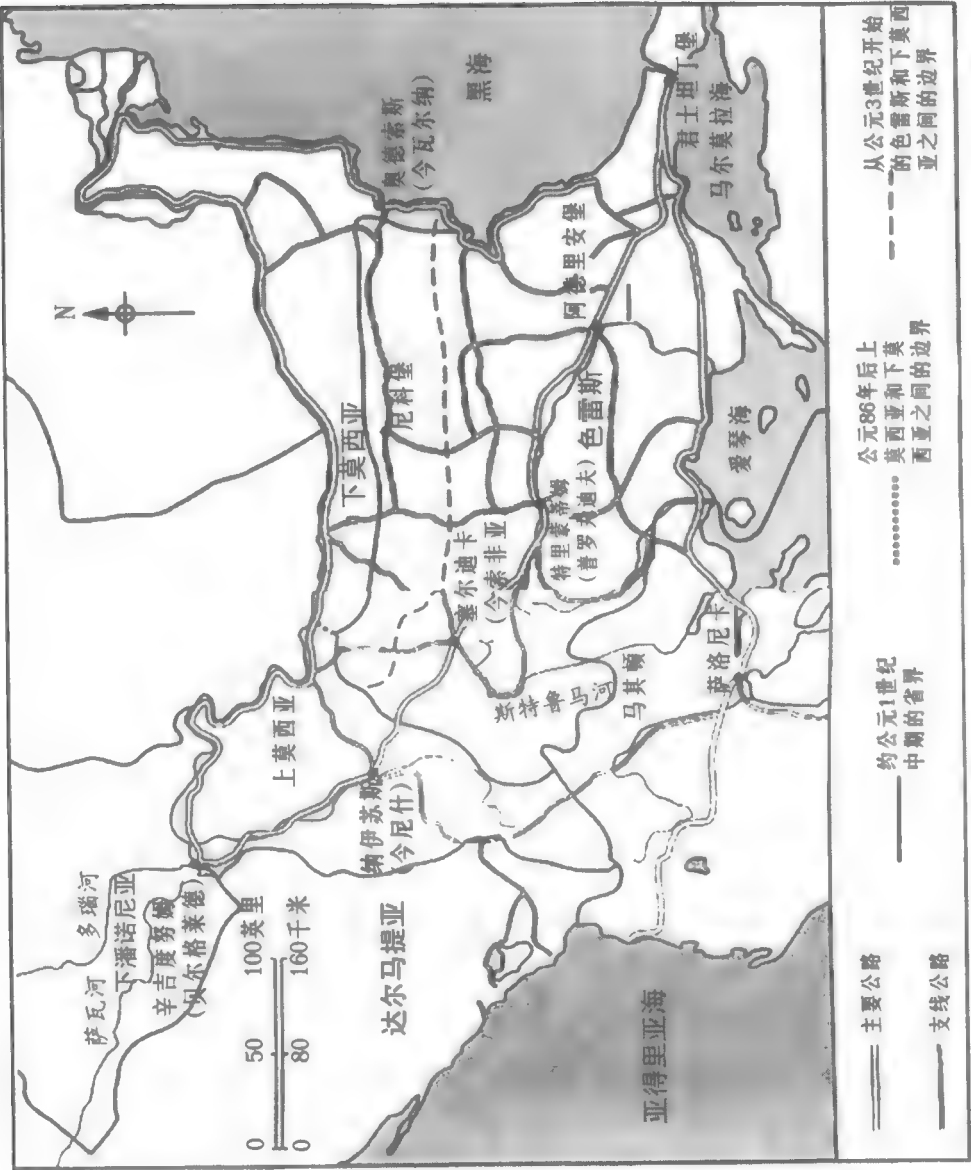 萨瓦河
多瑙河
下潘诺尼亚
辛吉度努姆
(贝尔格莱德)
0 50 100英里
0 80 160千米
N
上莫西亚
下莫西亚
奥德索斯
(今瓦尔纳)
黑海
纳伊苏斯
(今尼什)
达尔马提亚
尼科堡
塞尔迪卡
(今索非亚)
斯特鲁马河
特里蒙蒂姆
(普罗夫迪夫)
色雷斯
阿德里安堡
君士坦丁堡
马尔莫拉海
马其顿
萨洛尼卡
爱琴海
亚得里亚海
主要公路
支线公路
约公元1世纪
中期的省界
公元86年后上
莫西亚和下莫
西亚之间的边界
从公元3世纪开始
的色雷斯和下莫西
亚之间的边界